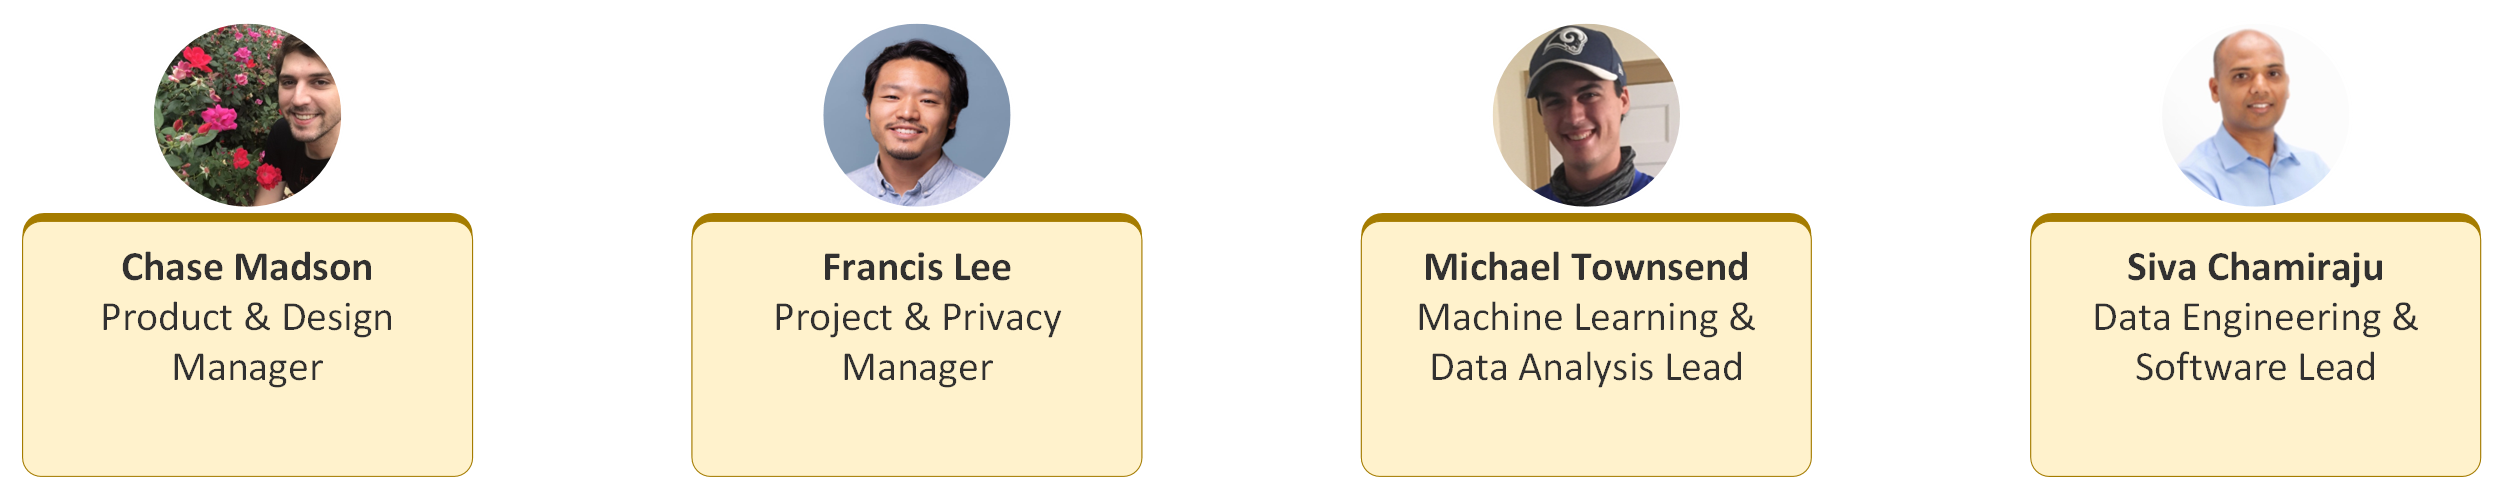 Chase Madson
Product & Design
Manager
Francis Lee
Project & Privacy
Manager
Michael Townsend
Machine Learning &
Data Analysis Lead
Siva Chamiraju
Data Engineering &
Software Lead